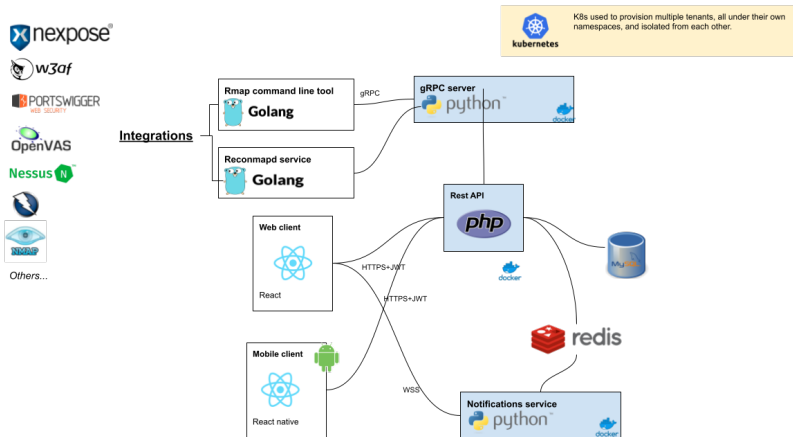 nexpose®
K8s used to provision multiple tenants, all under their own
namespaces, and isolated from each other.
kubernetes
w3af
Rmap command line tool
Golang
gRPC
gRPC server
python™
docker
PORTSWIGGER
WEB SECURITY
Integrations
OpenVAS
Reconmapd service
Golang
Nessus N
Rest API
php
Web client
React
HTTPS+JWT
docker
MySQL
NMAP
Others...
HTTPS+JWT
redis
Mobile client
React native
WSS
Notifications service
python™
docker